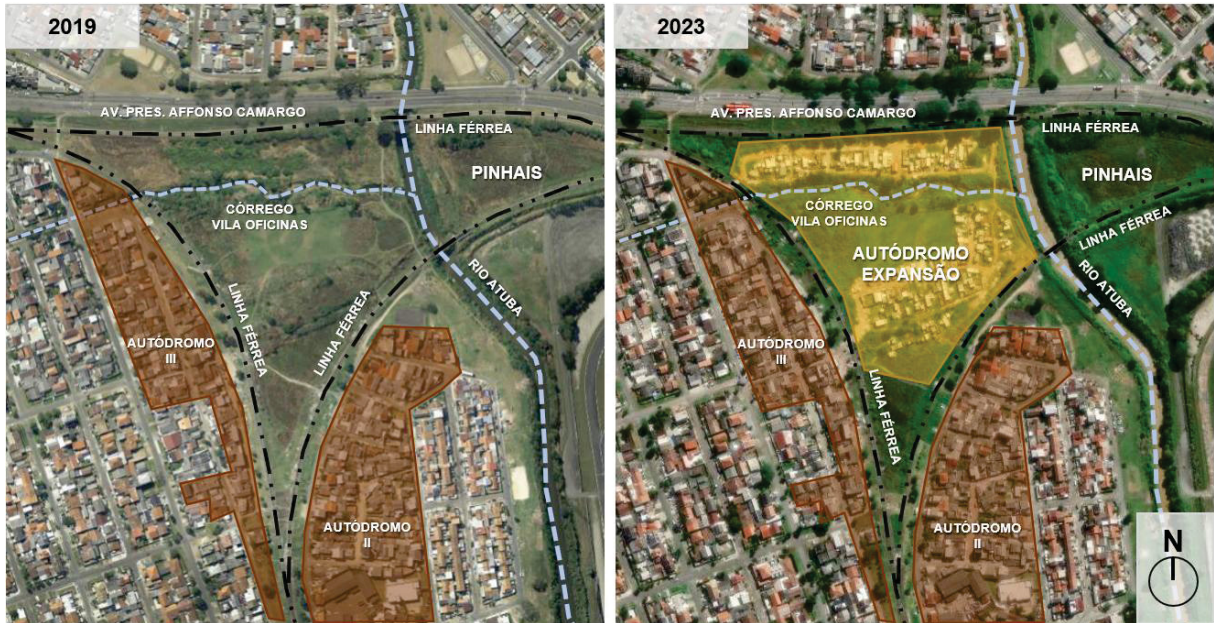 2019
AV. PRES. AFFONSO CAMARGO
LINHA FÉRREA
PINHAIS
CÓRREGO
VILA OFICINAS
RIO ATUBA
LINHA FÉRREA
LINHA FÉRREA
AUTÓDROMO
III
AUTÓDROMO
II
2023
AV. PRES. AFFONSO CAMARGO
LINHA FÉRREA
PINHAIS
CÓRREGO
VILA OFICINAS
LINHA FÉRREA
AUTÓDROMO
EXPANSÃO
RIO ATUBA
AUTÓDROMO
III
LINHA FÉRREA
AUTÓDROMO
II
N